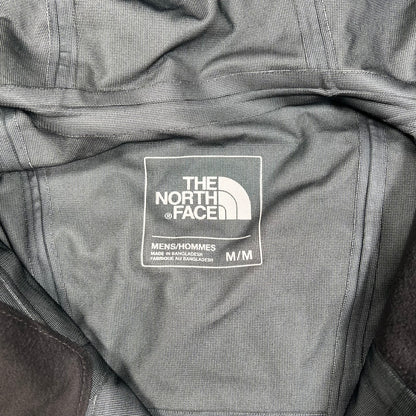 THE
NORTH
® FACE
MENS/HOMMES
MADE IN BANGLADESH
FABRIQUÉ AU BANGLADESH
M/M